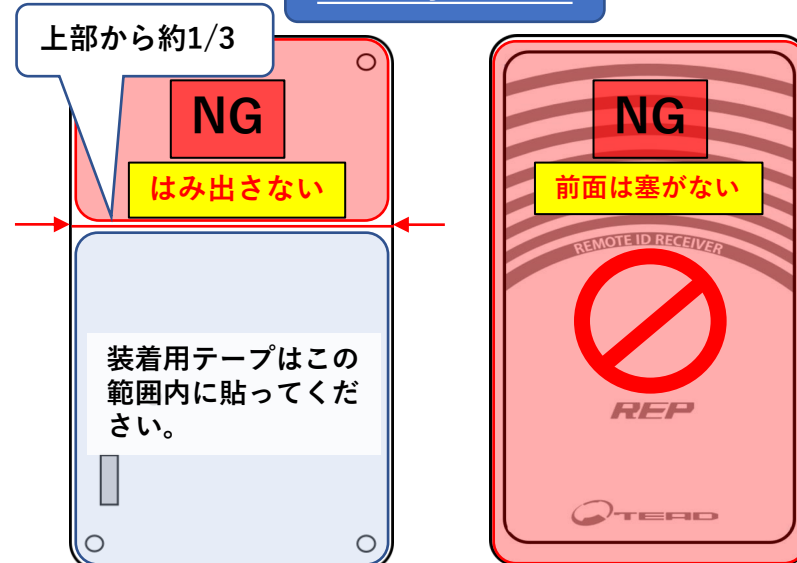 上部から約1/3
NG
はみ出さない
装着用テープはこの
範囲内に貼ってくだ
さい。
NG
前面は塞がない
REMOTE ID RECEIVER
REP
TEAD